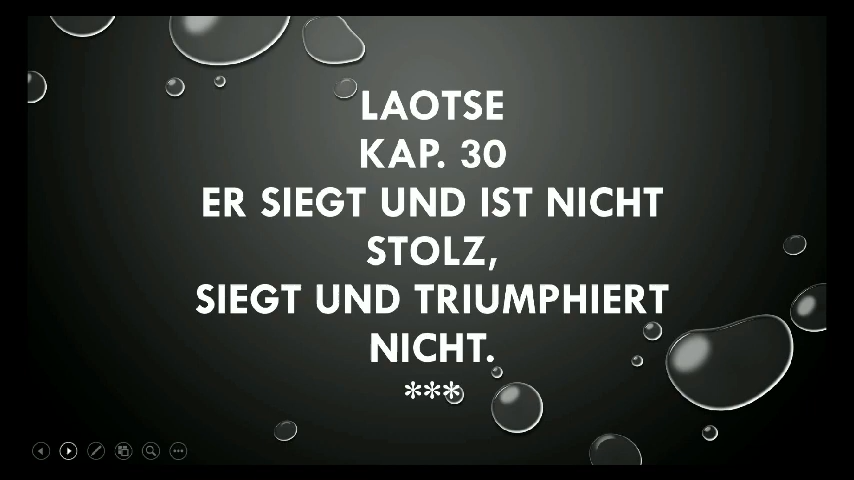 LAOTSE
KAP. 30
ER SIEGT UND IST NICHT
STOLZ,
SIEGT UND TRIUMPHIERT
NICHT.
***